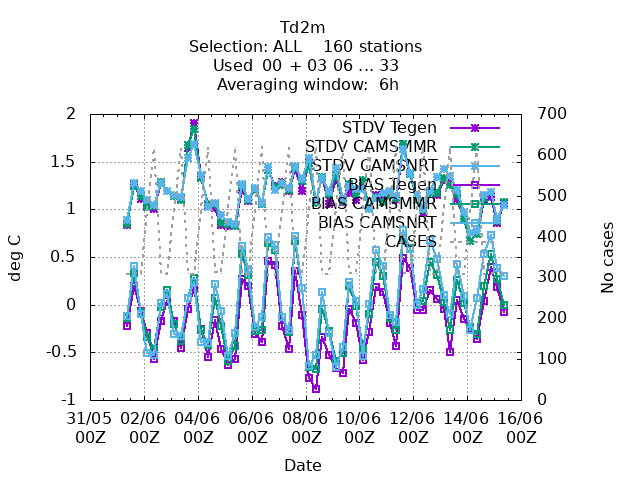 Td2m
Selection: ALL 160 stations
Used 00 + 03 06 ... 33
Averaging window: 6h
2 700
STDV Tegen
STDV CAMSMMR
600
1.5 STDV CAMSNRT
BIAS Tegen
1 BIAS CAMSMMR 500
BIAS CAMSNRT
CASES 400
0.5
300
0
200
-0.5
100
-1 0
deg C
No cases
31/05 02/06 04/06 06/06 08/06 10/06 12/06 14/06 16/06
00Z 00Z 00Z 00Z 00Z 00Z 00Z 00Z 00Z
Date